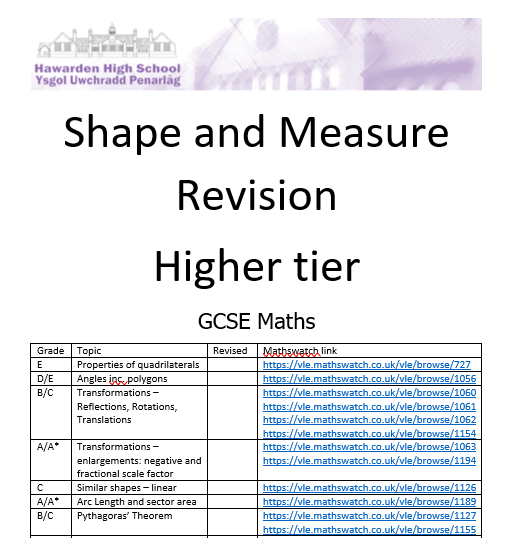 Hawarden High School
Ysgol Uwchradd Penarlâg
Shape and Measure
Revision
Higher tier
GCSE Maths
Grade Topic Revised Mathswatch link
E Properties of quadrilaterals https://vle.mathswatch.co.uk/vle/browse/727
D/E Angles inc. polygons https://vle.mathswatch.co.uk/vle/browse/1056
B/C Transformations – https://vle.mathswatch.co.uk/vle/browse/1060
Reflections, Rotations, https://vle.mathswatch.co.uk/vle/browse/1061
Translations https://vle.mathswatch.co.uk/vle/browse/1062
https://vle.mathswatch.co.uk/vle/browse/1154
A/A* Transformations – https://vle.mathswatch.co.uk/vle/browse/1063
enlargements: negative and https://vle.mathswatch.co.uk/vle/browse/1194
fractional scale factor
C Similar shapes – linear https://vle.mathswatch.co.uk/vle/browse/1126
A/A* Arc Length and sector area https://vle.mathswatch.co.uk/vle/browse/1189
B/C Pythagoras’ Theorem https://vle.mathswatch.co.uk/vle/browse/1127
https://vle.mathswatch.co.uk/vle/browse/1155